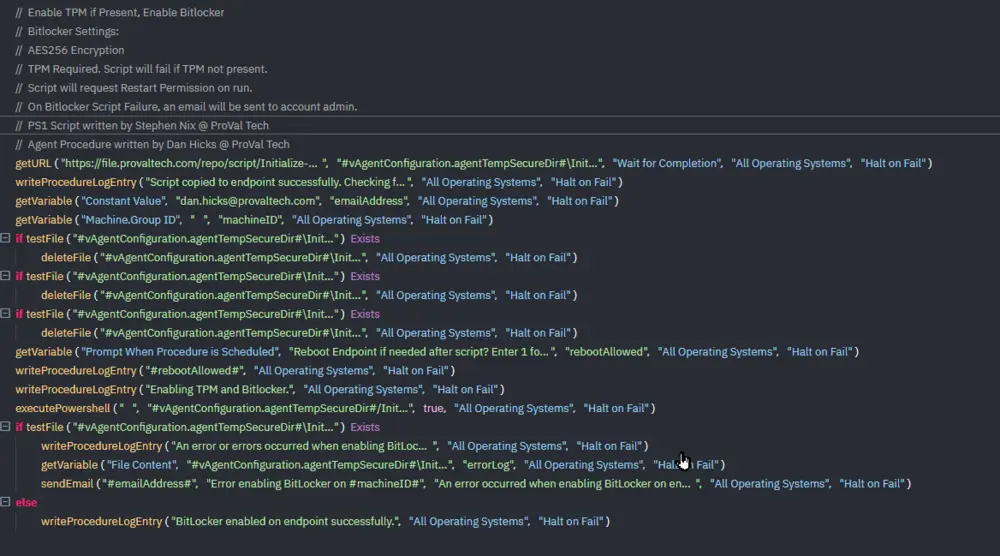 // Enable TPM if Present, Enable Bitlocker
// Bitlocker Settings:
// AES256 Encryption
// TPM Required. Script will fail if TPM not present.
// Script will request Restart Permission on run.
// On Bitlocker Script Failure, an email will be sent to account admin.
// PS1 Script written by Stephen Nix @ ProVal Tech
// Agent Procedure written by Dan Hicks @ ProVal Tech
getURL ("https://file.provaltech.com/repo/script/Initialize-... ", "#vAgentConfiguration.agentTempSecureDir#\Init...", "Wait for Completion", "All Operating Systems", "Halt on Fail")
writeProcedureLogEntry ("Script copied to endpoint successfully. Checking f...", "All Operating Systems", "Halt on Fail")
getVariable ("Constant Value", "dan.hicks@provaltech.com", "emailAddress", "All Operating Systems", "Halt on Fail")
getVariable ("Machine.Group ID", " ", "machineID", "All Operating Systems", "Halt on Fail")
if testFile ("#vAgentConfiguration.agentTempSecureDir#\Init...") Exists
deleteFile ("#vAgentConfiguration.agentTempSecureDir#\Init...", "All Operating Systems", "Halt on Fail")
if testFile ("#vAgentConfiguration.agentTempSecureDir#\Init...") Exists
deleteFile ("#vAgentConfiguration.agentTempSecureDir#\Init...", "All Operating Systems", "Halt on Fail")
if testFile ("#vAgentConfiguration.agentTempSecureDir#\Init...") Exists
deleteFile ("#vAgentConfiguration.agentTempSecureDir#\Init...", "All Operating Systems", "Halt on Fail")
getVariable ("Prompt When Procedure is Scheduled", "Reboot Endpoint if needed after script? Enter 1 fo...", "rebootAllowed", "All Operating Systems", "Halt on Fail")
writeProcedureLogEntry ("#rebootAllowed#", "All Operating Systems", "Halt on Fail")
writeProcedureLogEntry ("Enabling TPM and Bitlocker.", "All Operating Systems", "Halt on Fail")
executePowershell (" ", "#vAgentConfiguration.agentTempSecureDir#/Init...", true, "All Operating Systems", "Halt on Fail")
if testFile ("#vAgentConfiguration.agentTempSecureDir#\Init...") Exists
writeProcedureLogEntry ("An error or errors occurred when enabling BitLoc... ", "All Operating Systems", "Halt on Fail")
getVariable ("File Content", "#vAgentConfiguration.agentTempSecureDir#\Init...", "errorLog", "All Operating Systems", "Halt on Fail")
sendEmail ("#emailAddress#", "Error enabling BitLocker on #machineID#", "An error occurred when enabling BitLocker on en... ", "All Operating Systems", "Halt on Fail")
else
writeProcedureLogEntry ("BitLocker enabled on endpoint successfully.", "All Operating Systems", "Halt on Fail")